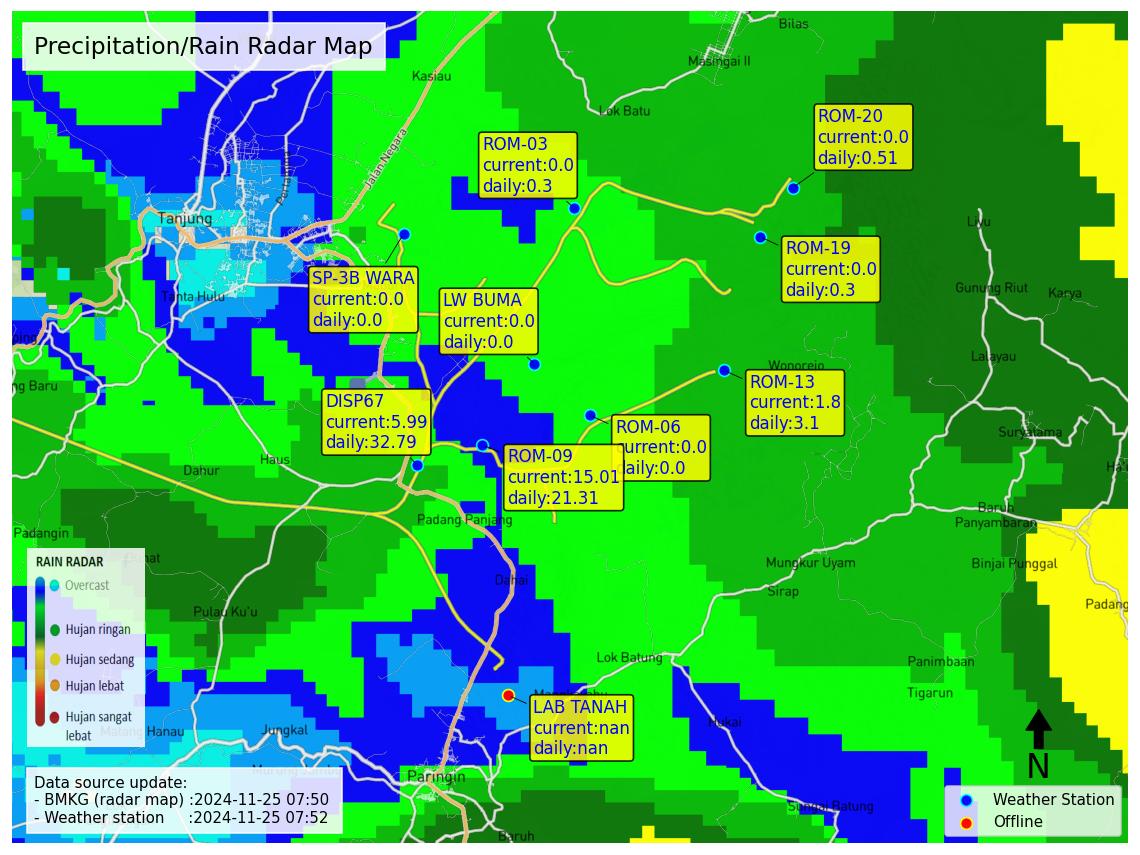 Precipitation/Rain Radar Map
Bilas
Masingai II
Kasiau
Lok Batu
Jalan Negara
ROM-20
current:0.0
daily:0.51
ROM-03
current:0.0
daily:0.3
Tanjung
Liyu
ROM-19
current:0.0
daily:0.3
SP-3B WARA
current:0.0
daily:0.0
LW BUMA
current:0.0
daily:0.0
Tanta Hulu
Gunung Riut
Karya
Lalayau
Wonorejo
ng Baru
ROM-13
current:1.8
daily:3.1
DISP67
current:5.99
daily:32.79
ROM-06
current:0.0
daily:0.0
ROM-09
current:15.01
daily:21.31
Suryatama
Haus
Dahur
Baruh
Panyambaran
Padang Panjang
Padangin
Mungkur Uyam
Binjai Punggal
Dahai
Sirap
Padang
Pulau Ku'u
RAIN RADAR
Overcast
Hujan ringan
Hujan sedang
Hujan lebat
Hujan sangat
lebat
Lok Batung
Panimbaan
Tigarun
LAB TANAH
current:nan
daily:nan
Hukai
Jungkal
Paringin
N
Data source update:
- BMKG (radar map) :2024-11-25 07:50
- Weather station :2024-11-25 07:52
Weather Station
Offline
Sungai Batung
Baruh